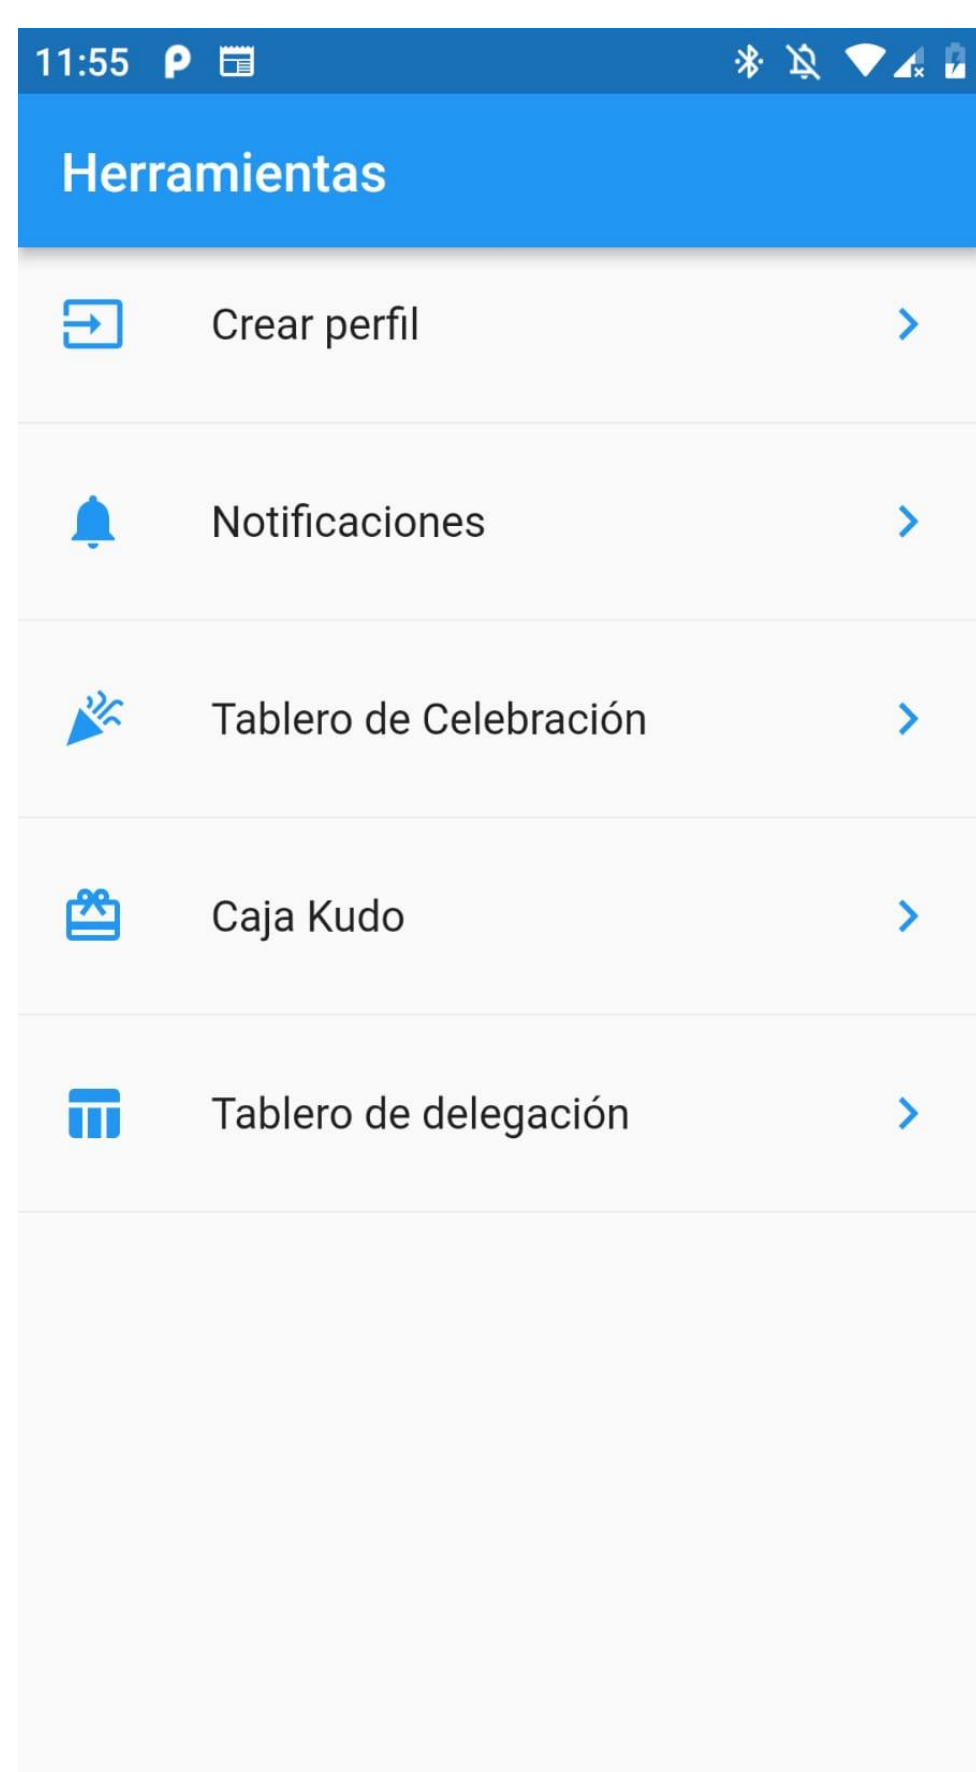 11:55
Herramientas
Crear perfil
Notificaciones
Tablero de Celebración
Caja Kudo
Tablero de delegación